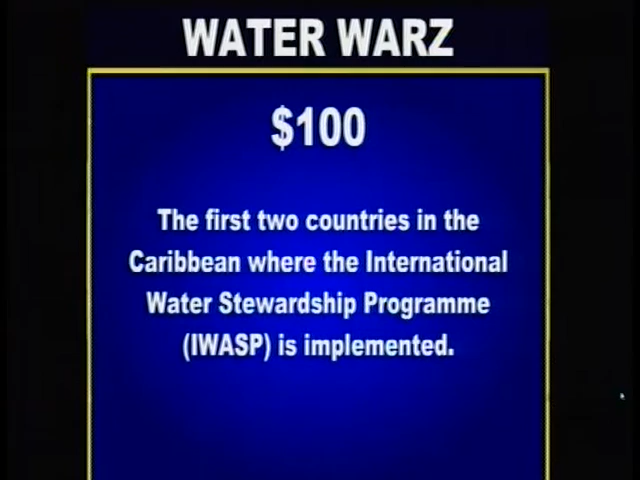 WATER WARZ
$100
The first two countries in the
Caribbean where the International
Water Stewardship Programme
(IWASP) is implemented.